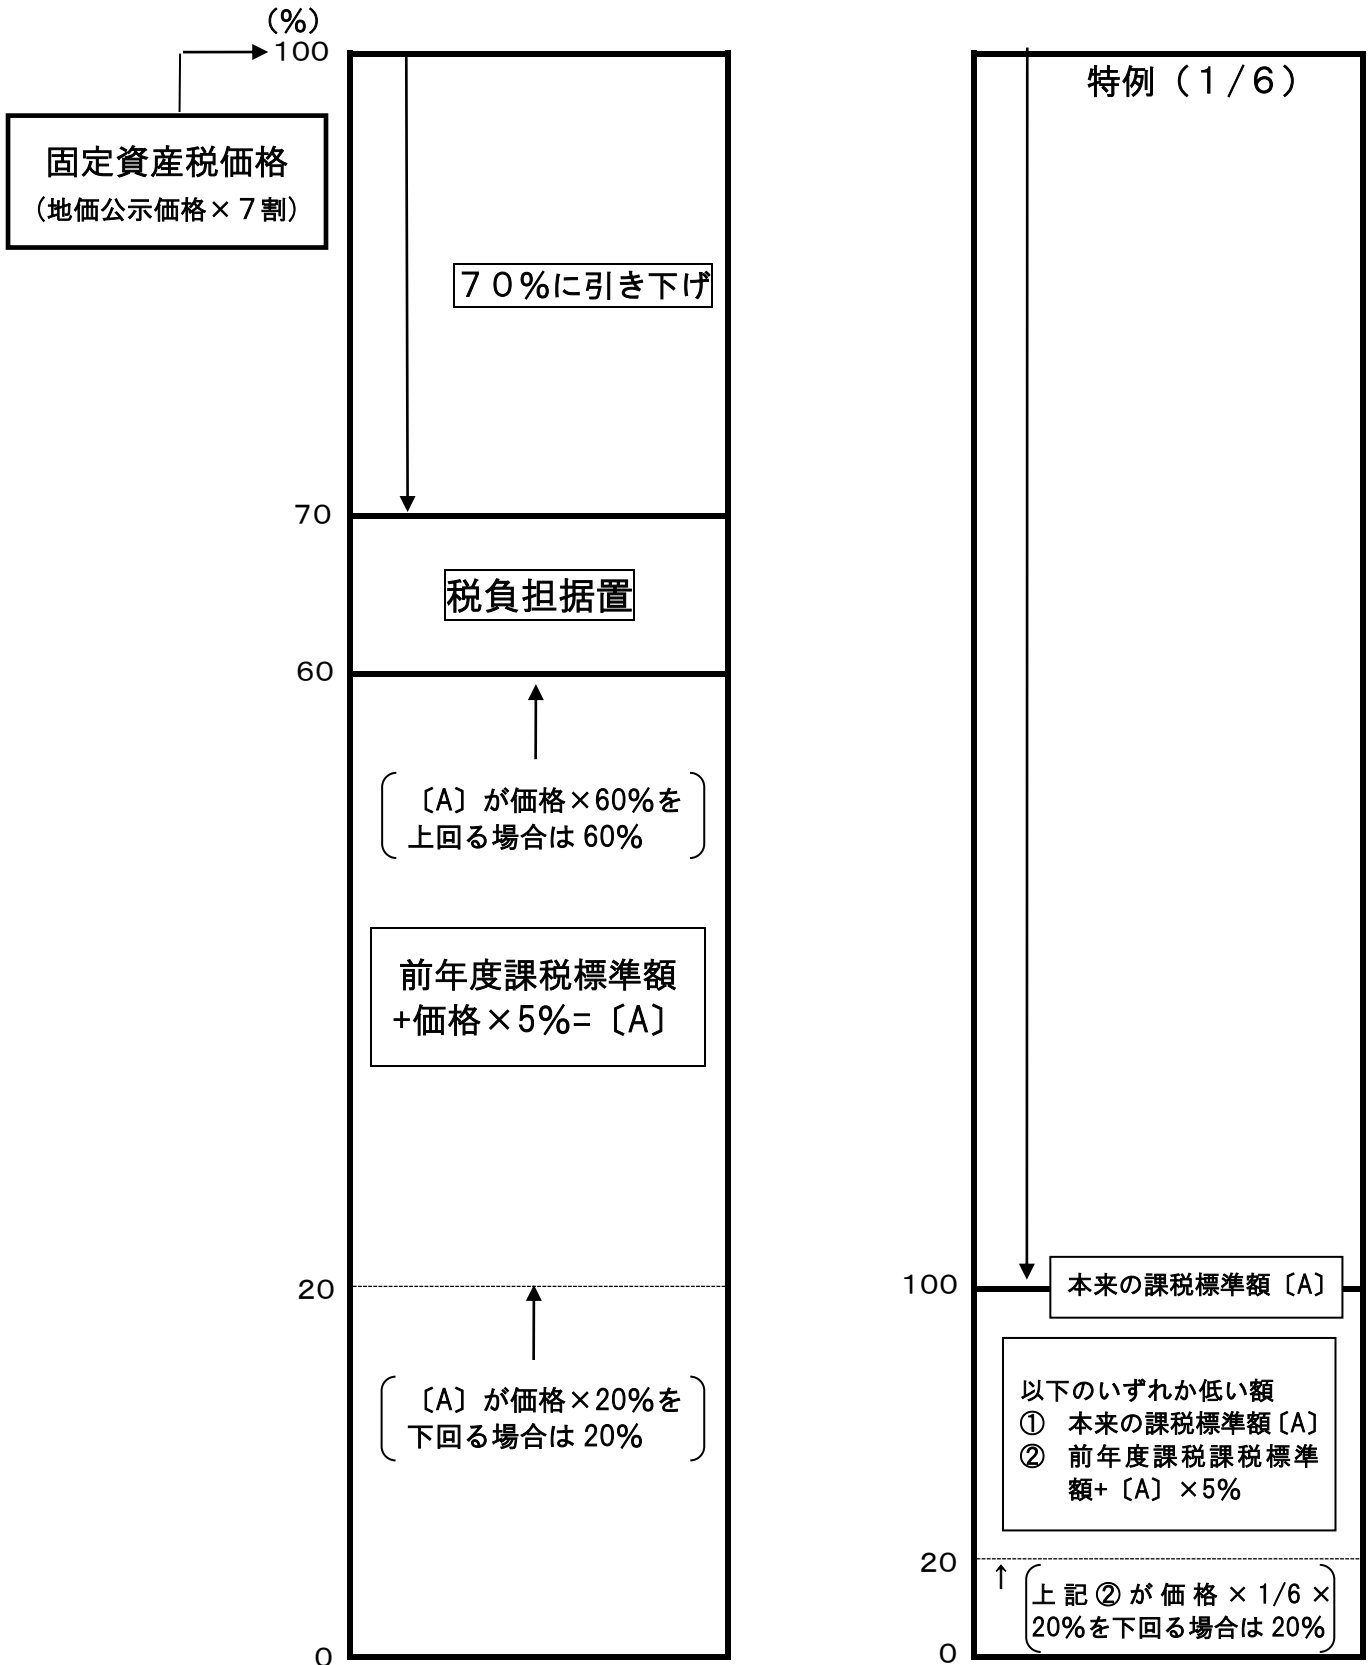 (%)
100
固定資産税価格
(地価公示価格×７割)
７０%に引き下げ
70
税負担据置
60
〔A〕が価格×60%を
上回る場合は 60%
前年度課税標準額
+価格×5%=〔A〕
20
〔A〕が価格×20%を
下回る場合は 20%
0
特例（１/６）
100
本来の課税標準額〔A〕
以下のいずれか低い額
① 本来の課税標準額〔A〕
② 前年度課税課税標準
額+〔A〕×5%
20
↑
上記②が価格×1/6×
20%を下回る場合は 20%
0